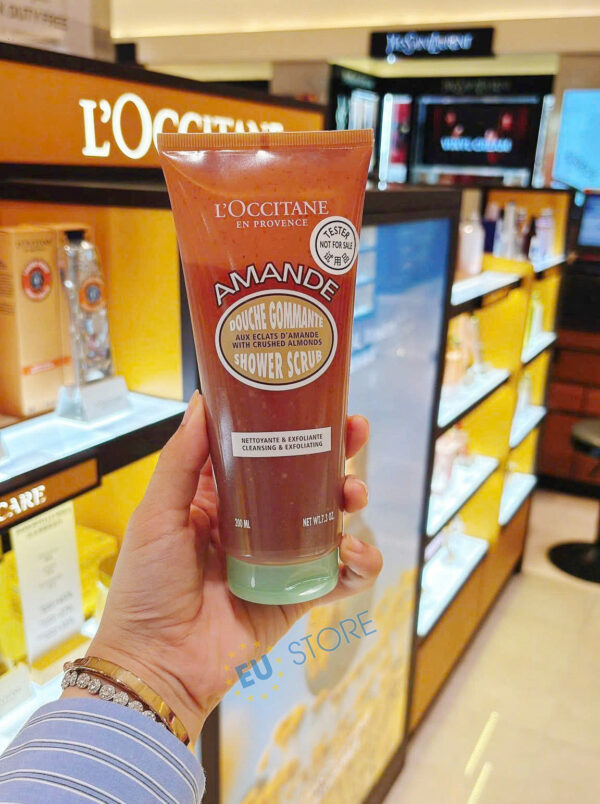 DUTY FREE
YVES SAINT LAURENT
L'OCCITANE
L'OCCITANE
EN PROVENCE
TESTER
NOT FOR SALE
试用品
AMANDE
DOUCHE GOMMANTE
AUX ECLATS D'AMANDE
WITH CRUSHED ALMONDS
SHOWER SCRUB
NETTOYANTE & EXFOLIANTE
CLEANSING & EXFOLIATING
200 ML
NET WT.7.2 OZ.
CARE
EU STORE